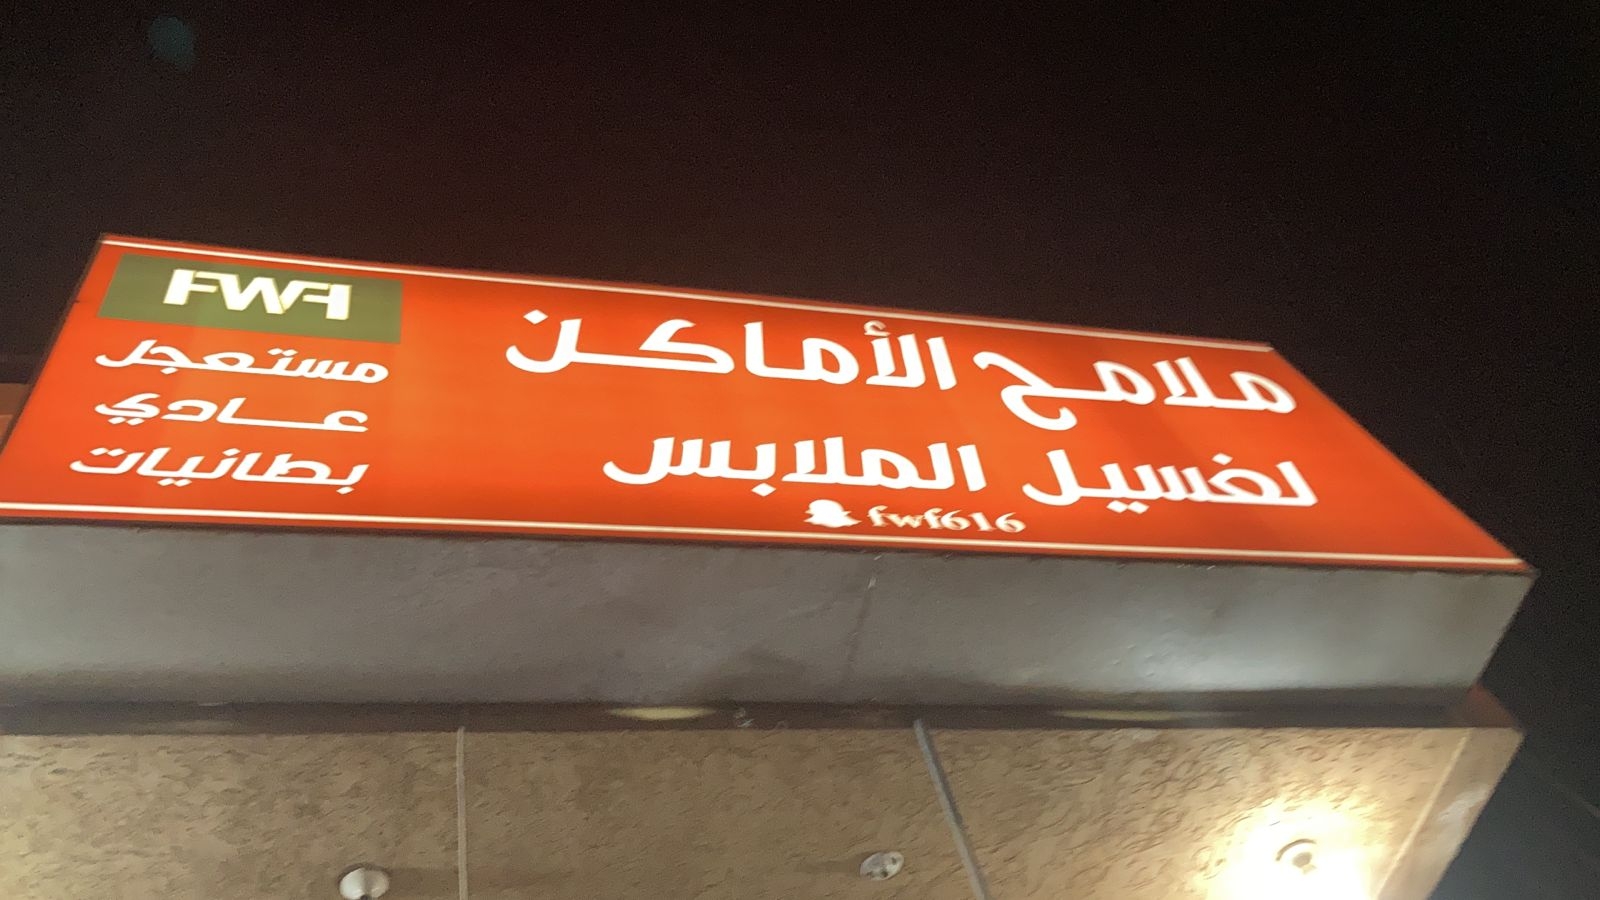 ملامح الأماكن
لغسيل الملابس
fwf616
FWF
مستعجل
عادي
بطانيات